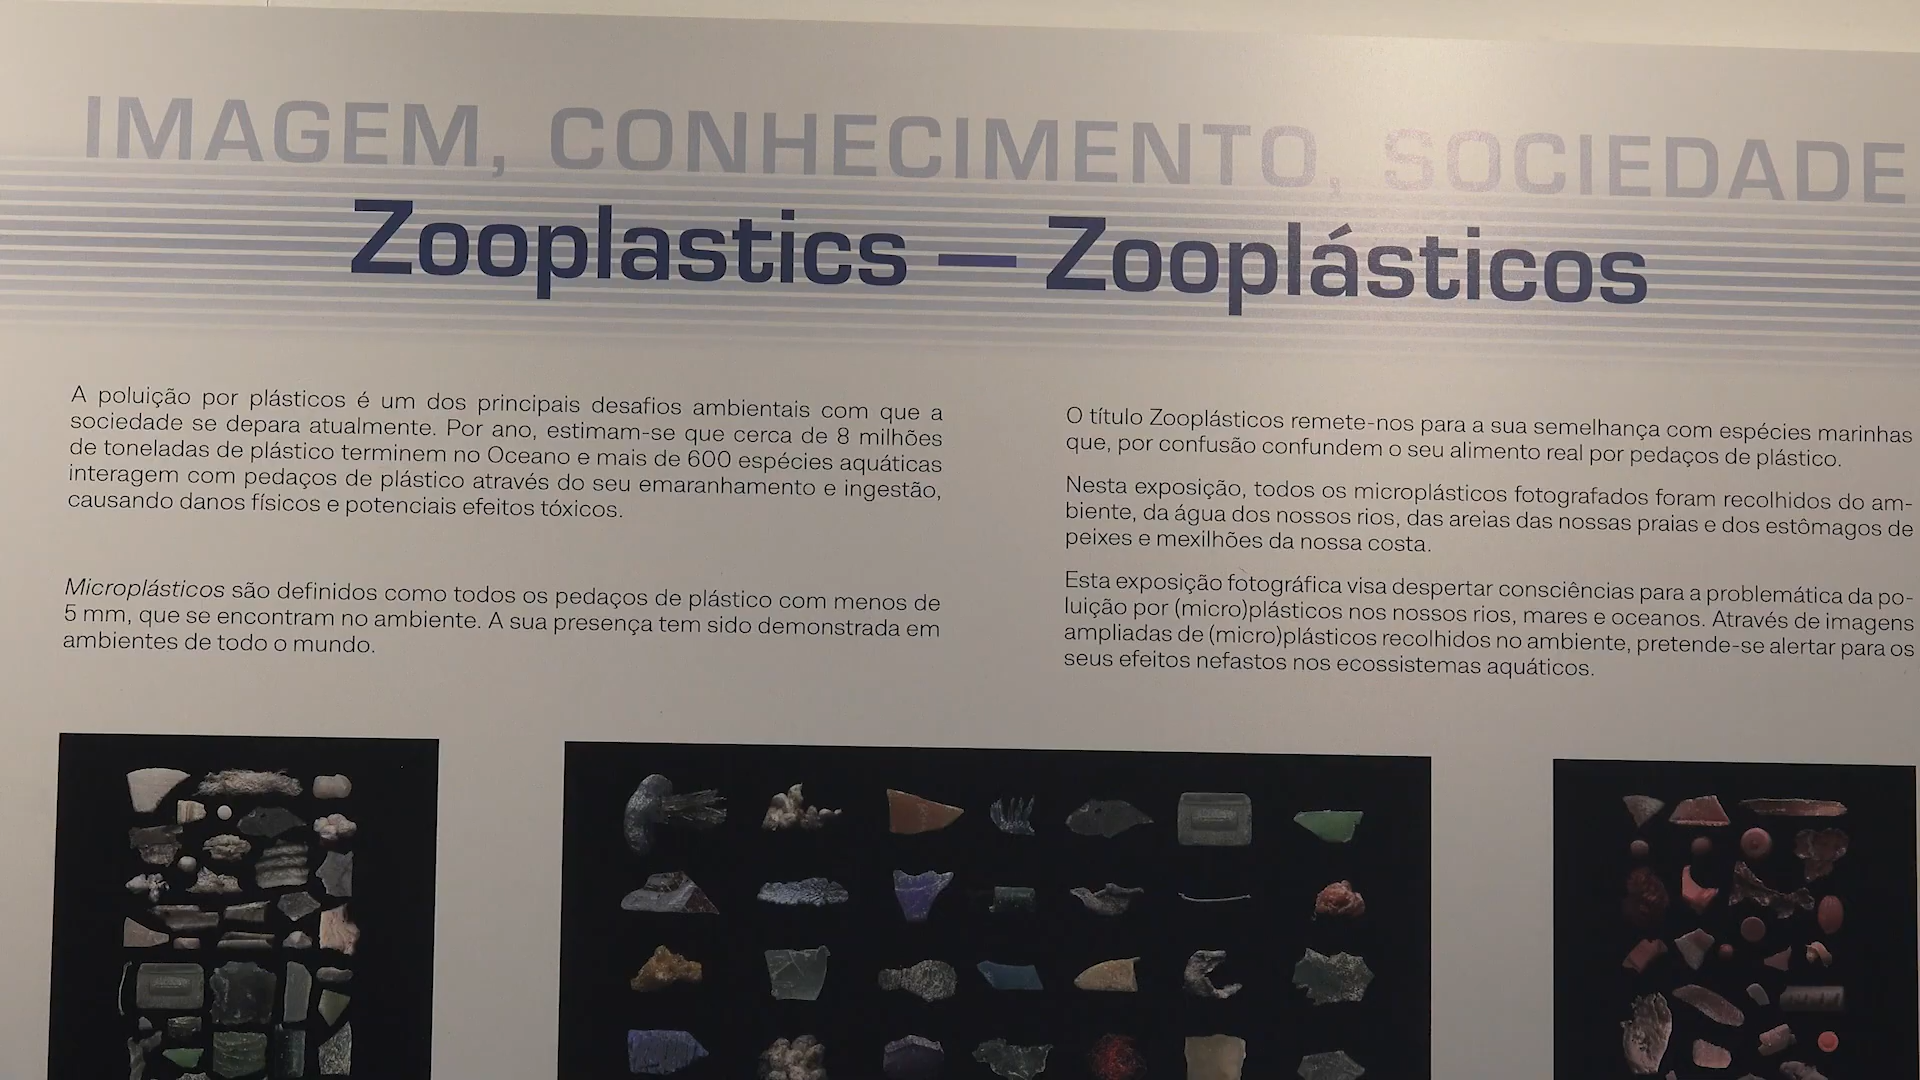 IMAGEM, CONHECIMENTO, SOCIEDADE
Zooplastics — Zooplásticos
A poluição por plásticos é um dos principais desafios ambientais com que a
sociedade se depara atualmente. Por ano, estimam-se que cerca de 8 milhões
de toneladas de plástico terminem no Oceano e mais de 600 espécies aquáticas
interagem com pedaços de plástico através do seu emaranhamento e ingestão,
causando danos físicos e potenciais efeitos tóxicos.
Microplásticos são definidos como todos os pedaços de plástico com menos de
5 mm, que se encontram no ambiente. A sua presença tem sido demonstrada em
ambientes de todo o mundo.
O título Zooplásticos remete-nos para a sua semelhança com espécies marinhas
que, por confusão confundem o seu alimento real por pedaços de plástico.
Nesta exposição, todos os microplásticos fotografados foram recolhidos do am-
biente, da água dos nossos rios, das areias das nossas praias e dos estômagos de
peixes e mexilhões da nossa costa.
Esta exposição fotográfica visa despertar consciências para a problemática da po-
luição por (micro)plásticos nos nossos rios, mares e oceanos. Através de imagens
ampliadas de (micro)plásticos recolhidos no ambiente, pretende-se alertar para os
seus efeitos nefastos nos ecossistemas aquáticos.